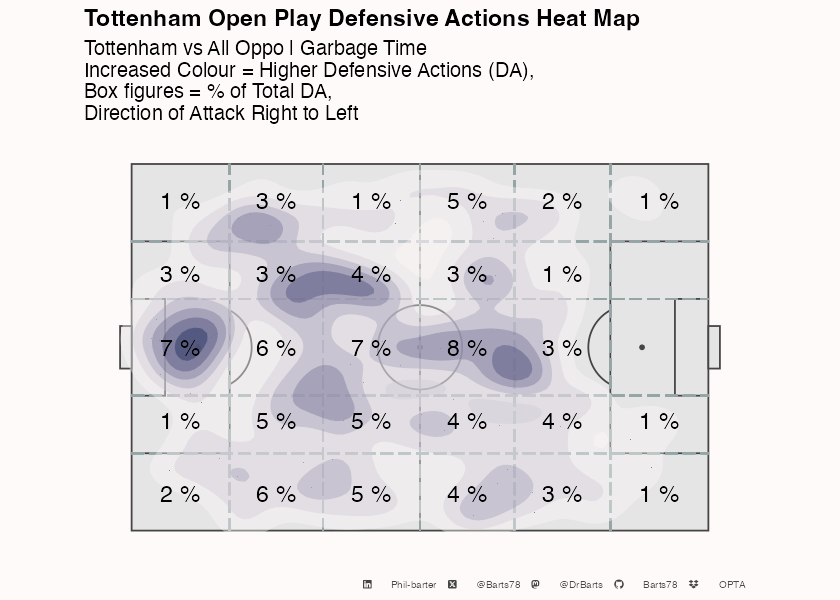 Tottenham Open Play Defensive Actions Heat Map
Tottenham vs All Oppo l Garbage Time
Increased Colour = Higher Defensive Actions (DA),
Box figures = % of Total DA,
Direction of Attack Right to Left
1 % 3 % 1 % 5 % 2 % 1 %
3 % 3 % 4 % 3 % 1 %
7 % 6 % 7 % 8 % 3 %
1 % 5 % 5 % 4 % 4 % 1 %
2 % 6 % 5 % 4 % 3 % 1 %
Phil-barter @Barts78 @DrBarts Barts78 OPTA